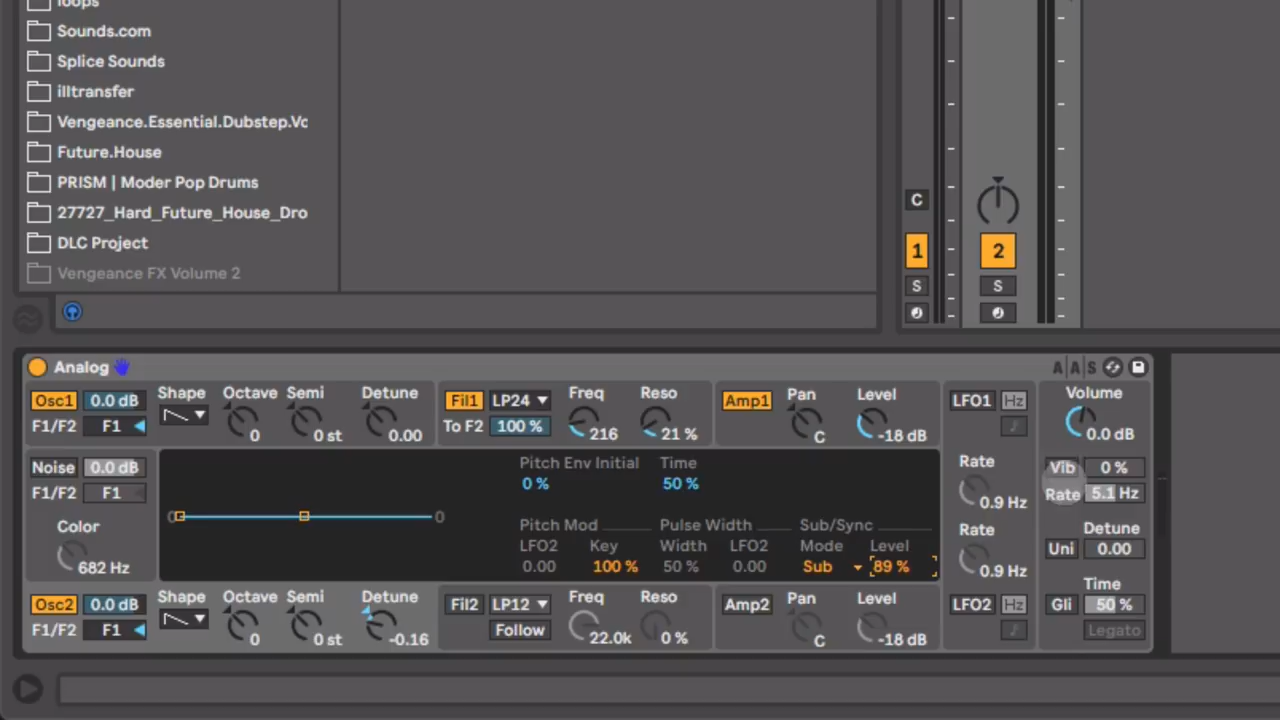 loops
Sounds.com
Splice Sounds
illtransfer
Vengeance.Essential.Dubstep.Vc
Future.House
PRISM | Moder Pop Drums
27727_Hard_Future_House_Dro
DLC Project
Vengeance FX Volume 2
C
1 2
S S
Analog A A S
Osc1 0.0 dB Shape Octave Semi Detune Fil1 LP24 Freq Reso Amp1 Pan Level LFO1 Hz Volume
F1/F2 F1 0 0 st 0.00 To F2 100 % 216 21 % C -18 dB 0.0 dB
Noise 0.0 dB Pitch Env Initial Time Rate Vib 0 %
F1/F2 F1 0 % 50 % 0.9 Hz Rate 5.1 Hz
0 0
Color Pitch Mod Pulse Width Sub/Sync Rate Detune
LFO2 Key Width LFO2 Mode Level Uni 0.00
682 Hz 0.00 100 % 50 % 0.00 Sub 89 % 0.9 Hz
Time
Osc2 0.0 dB Shape Octave Semi Detune Fil2 LP12 Freq Reso Amp2 Pan Level LFO2 Hz Gli 50 %
F1/F2 F1 0 0 st -0.16 Follow 22.0k 0 % C -18 dB Legato